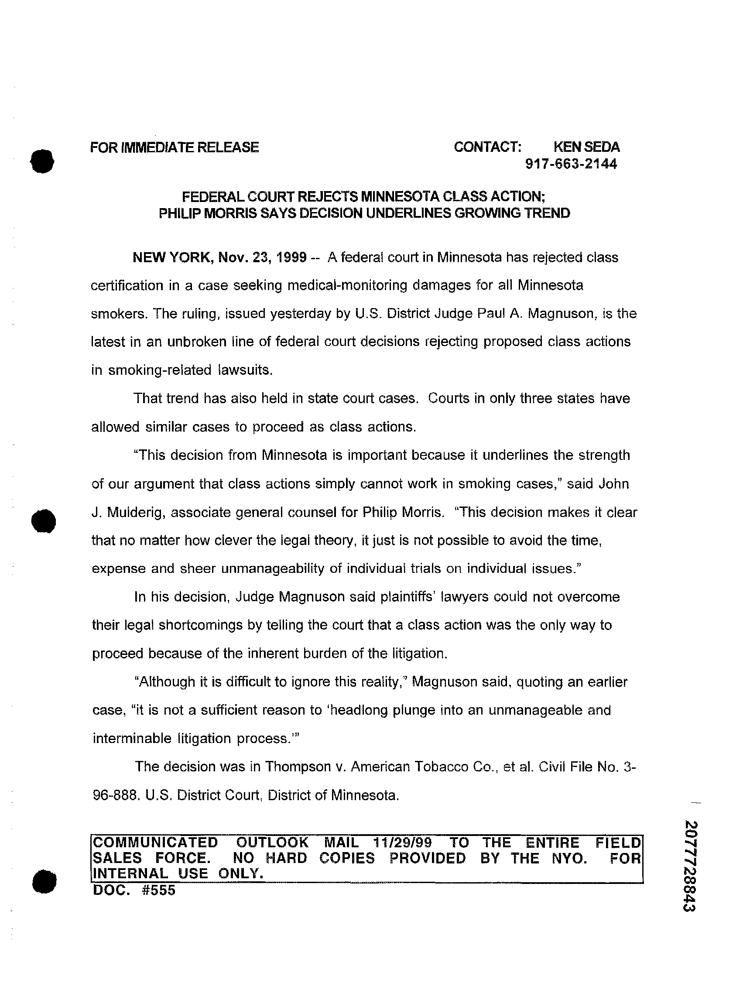 FOR IMMEDIATE RELEASE CONTACT: KEN SEDA
917-663-2144
FEDERAL COURT REJECTS MINNESOTA CLASS ACTION;
PHILIP MORRIS SAYS DECISION UNDERLINES GROWING TREND
NEW YORK, Nov. 23, 1999 -- A federal court in Minnesota has rejected class
certification in a case seeking medical-monitoring damages for all Minnesota
smokers. The ruling, issued yesterday by U.S. District Judge Paul A. Magnuson, is the
latest in an unbroken line of federal court decisions rejecting proposed class actions
in smoking-related lawsuits.
That trend has also held in state court cases. Courts in only three states have
allowed similar cases to proceed as class actions.
“This decision from Minnesota is important because it underlines the strength
of our argument that class actions simply cannot work in smoking cases,” said John
J. Mulderig, associate general counsel for Philip Morris. “This decision makes it clear
that no matter how clever the legal theory, it just is not possible to avoid the time,
expense and sheer unmanageability of individual trials on individual issues.”
In his decision, Judge Magnuson said plaintiffs’ lawyers could not overcome
their legal shortcomings by telling the court that a class action was the only way to
proceed because of the inherent burden of the litigation.
“Although it is difficult to ignore this reality,” Magnuson said, quoting an earlier
case, “it is not a sufficient reason to ‘headlong plunge into an unmanageable and
interminable litigation process.’”
The decision was in Thompson v. American Tobacco Co., et al. Civil File No. 3-
96-888. U.S. District Court, District of Minnesota.
COMMUNICATED OUTLOOK MAIL 11/29/99 TO THE ENTIRE FIELD
SALES FORCE. NO HARD COPIES PROVIDED BY THE NYO. FOR
INTERNAL USE ONLY.
DOC. #555
2077728843